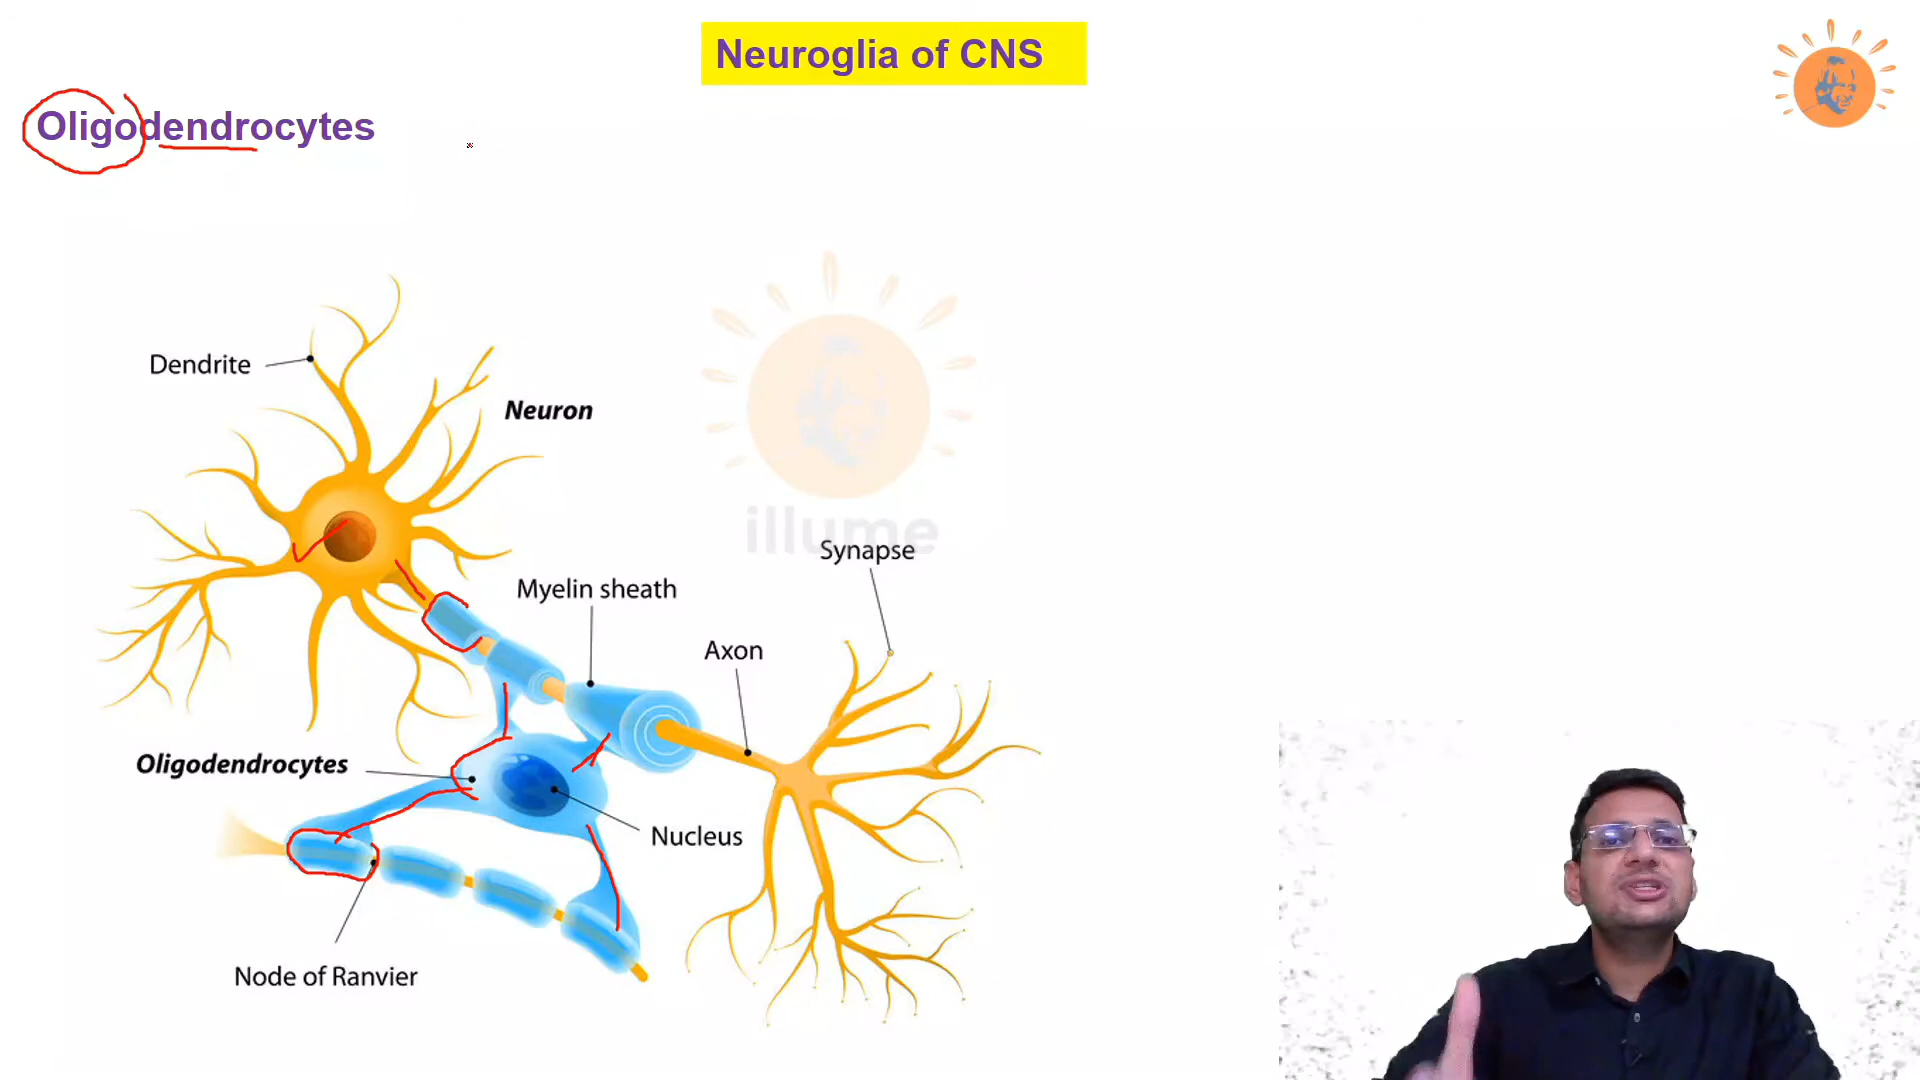 Neuroglia of CNS
Oligodendrocytes
Dendrite
Neuron
illume
Synapse
Myelin sheath
Axon
Oligodendrocytes
Nucleus
Node of Ranvier